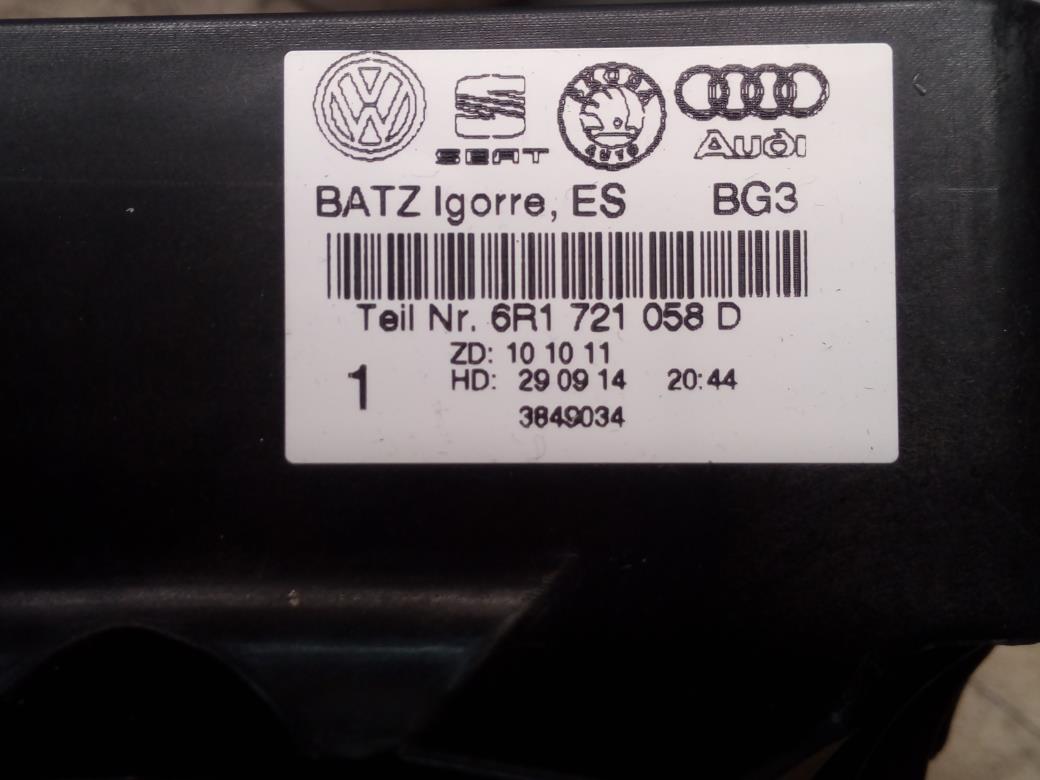 SEAT SKODA AUTO Audi
BATZ Igorre, ES BG3
Teil Nr. 6R1 721 058 D
ZD: 10 10 11
1 HD: 29 09 14 20:44
3849034